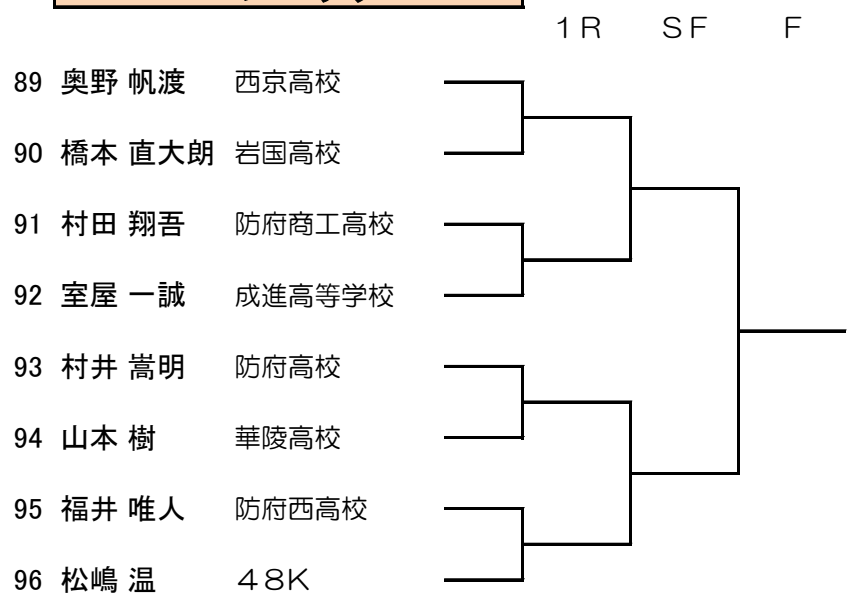 １Ｒ ＳＦ Ｆ
89 奥野 帆渡 西京高校
90 橋本 直大朗 岩国高校
91 村田 翔吾 防府商工高校
92 室屋 一誠 成進高等学校
93 村井 嵩明 防府高校
94 山本 樹 華陵高校
95 福井 唯人 防府西高校
96 松嶋 温 ４８Ｋ